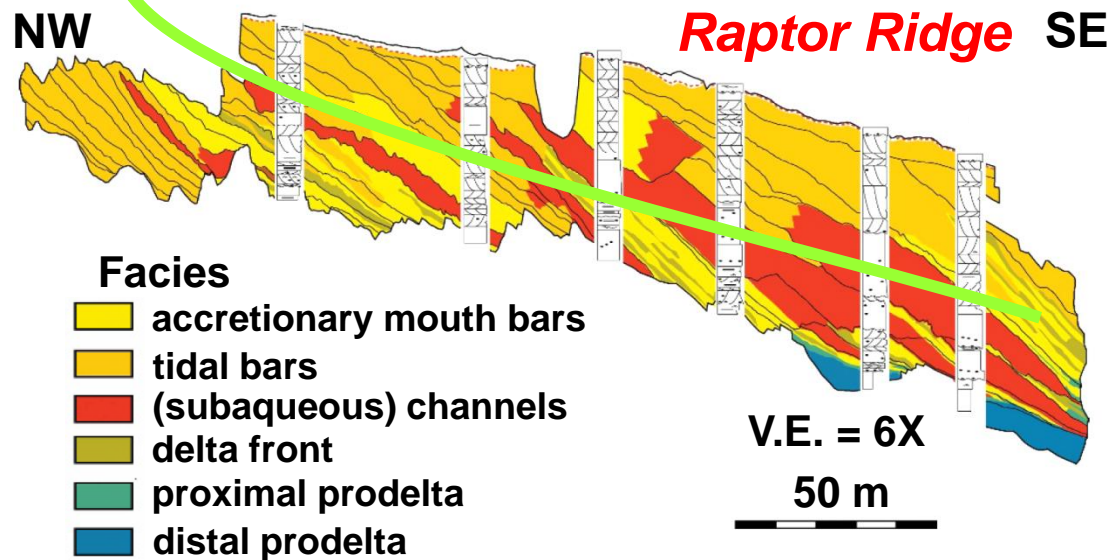 NW
Raptor Ridge SE
Facies
accretionary mouth bars
tidal bars
(subaqueous) channels
delta front
proximal prodelta
distal prodelta
V.E. = 6X
50 m